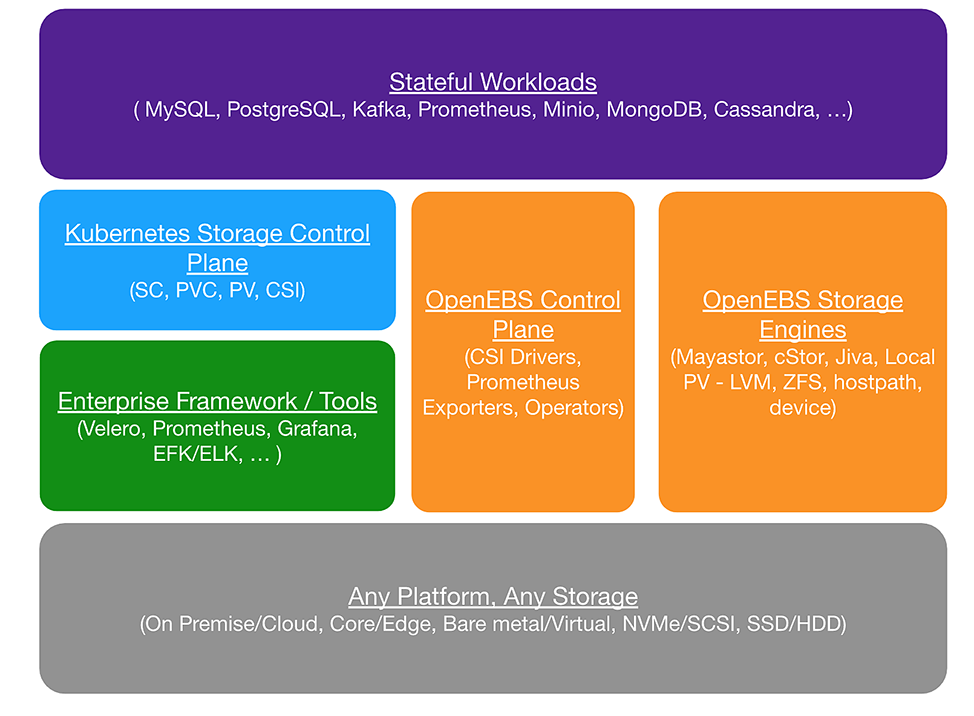 Stateful Workloads
( MySQL, PostgreSQL, Kafka, Prometheus, Minio, MongoDB, Cassandra, …)
Kubernetes Storage Control
Plane
(SC, PVC, PV, CSI)
Enterprise Framework / Tools
(Velero, Prometheus, Grafana,
EFK/ELK, … )
OpenEBS Control
Plane
(CSI Drivers,
Prometheus
Exporters, Operators)
OpenEBS Storage
Engines
(Mayastor, cStor, Jiva, Local
PV - LVM, ZFS, hostpath,
device)
Any Platform, Any Storage
(On Premise/Cloud, Core/Edge, Bare metal/Virtual, NVMe/SCSI, SSD/HDD)